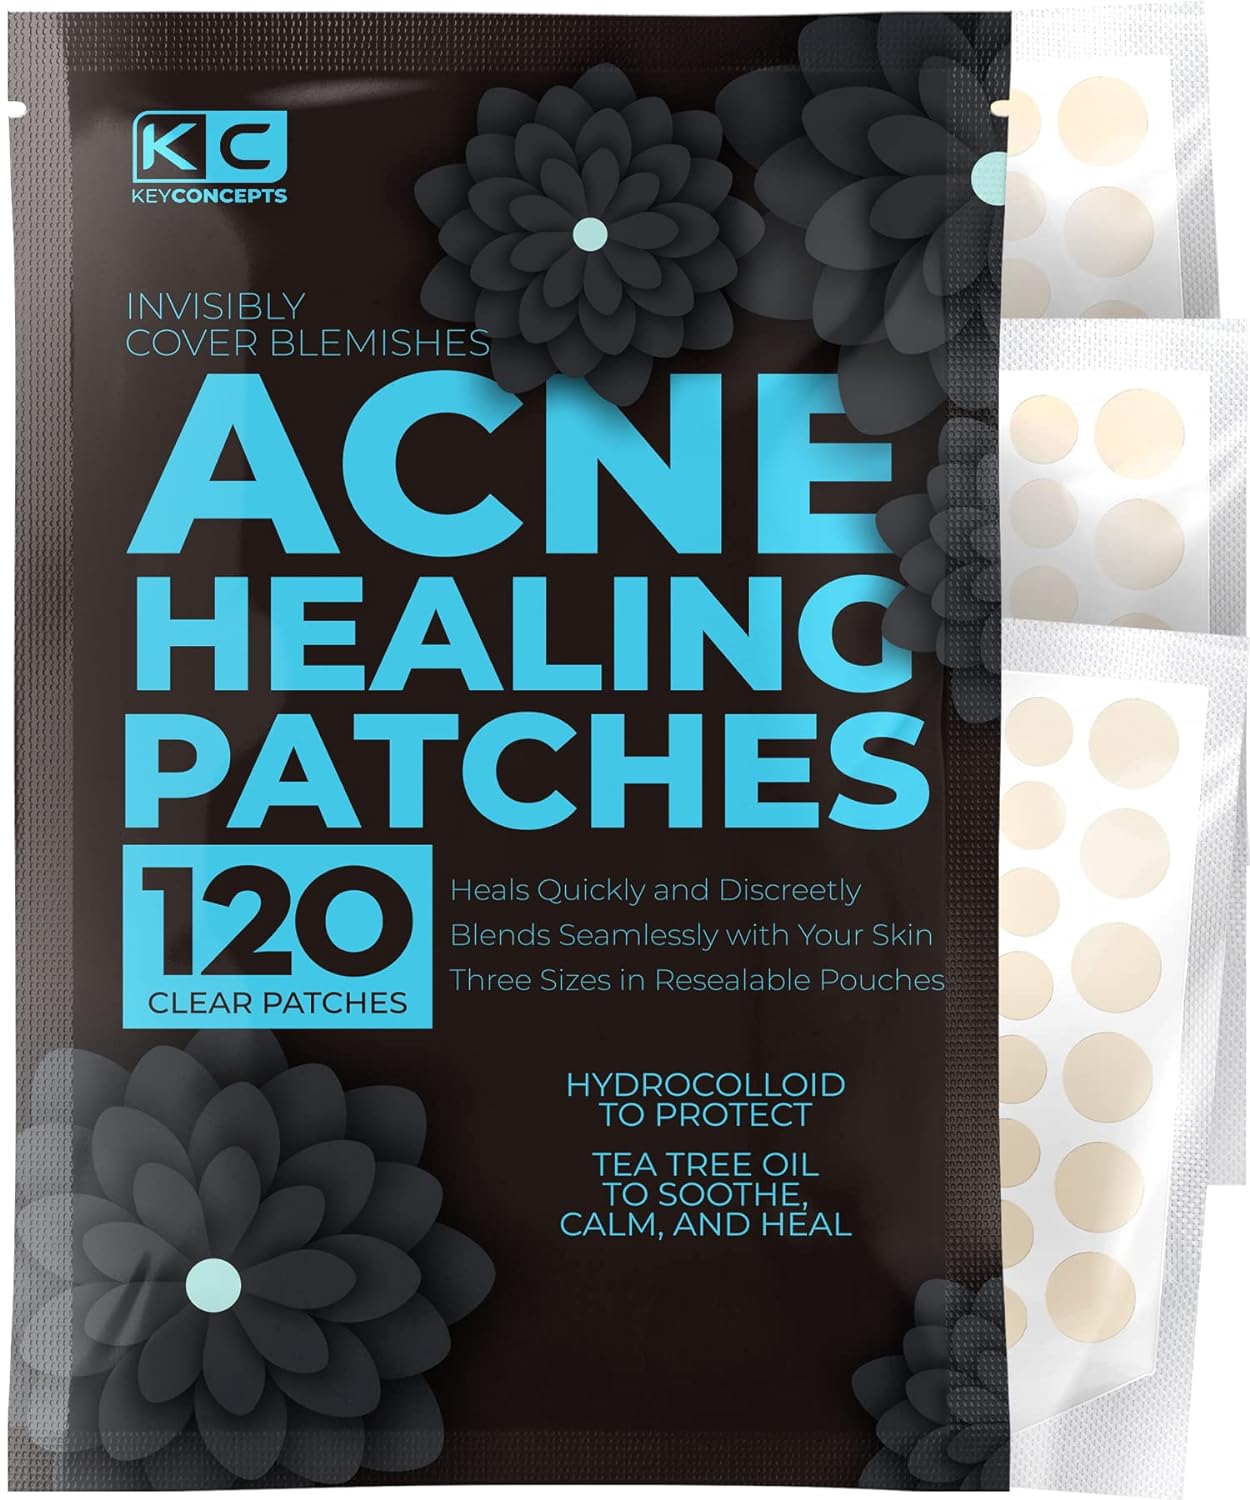 KC
KEYCONCEPTS
INVISIBLY
COVER BLEMISHES
ACNE
HEALING
PATCHES
120
CLEAR PATCHES
Heals Quickly and Discreetly
Blends Seamlessly with Your Skin
Three Sizes in Resealable Pouches
HYDROCOLLOID
TO PROTECT
TEA TREE OIL
TO SOOTHE,
CALM, AND HEAL